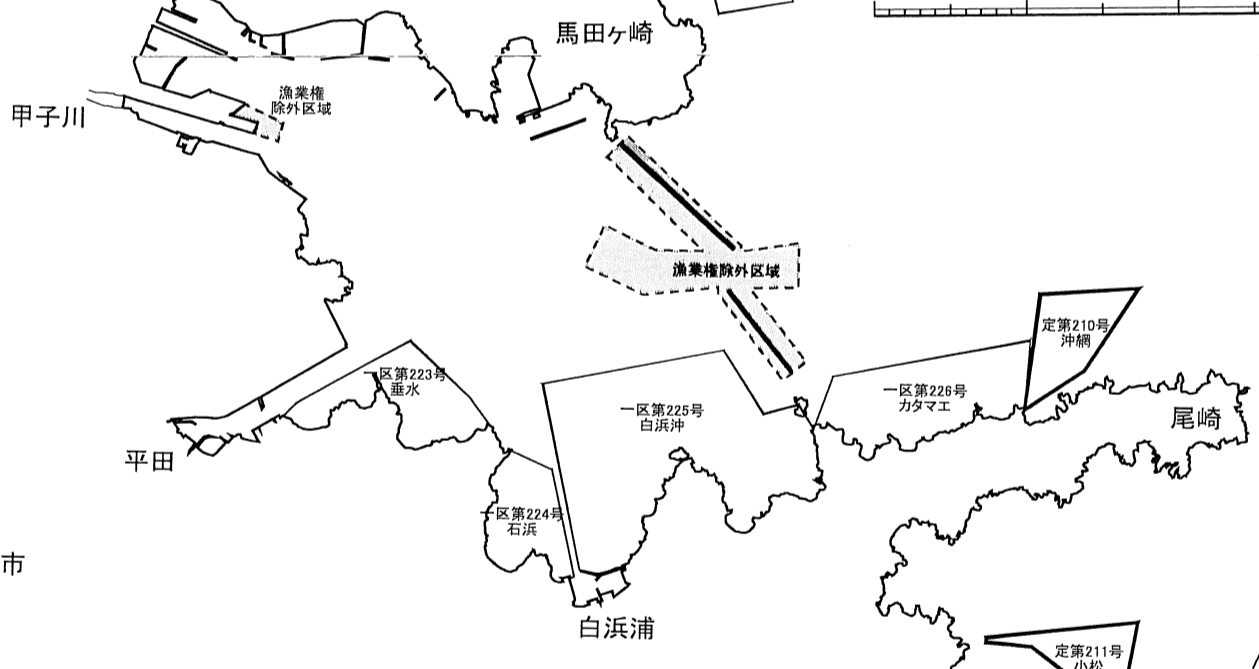 馬田ヶ崎
漁業権
除外区域
甲子川
漁業権除外区域
定第210号
沖網
一区第223号
垂水
一区第226号
カタマエ
一区第225号
白浜沖
尾崎
平田
一区第224号
石浜
市
白浜浦
定第211号
小松